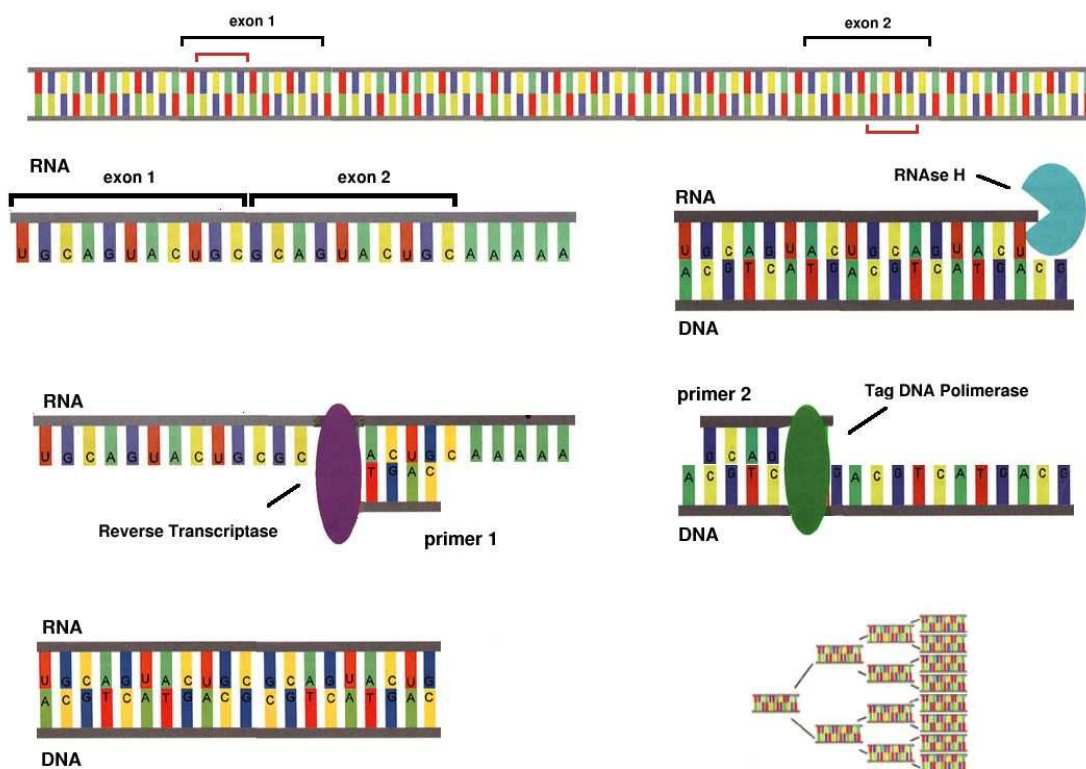 exon 1
exon 2
RNA
exon 1 exon 2
U G C A G U A C U G C G C A G U A C U G C A A A A A
RNAse H
RNA
U G C A G U A C U G C A G U A C U
A C G T C A T G A C G T C A T G A C G
DNA
RNA
U G C A G U A C U G C G C A C U G C A A A A A
T G A C
Reverse Transcriptase
primer 1
primer 2
Tag DNA Polimerase
G C A G
A C G T C G A C G T C A T G A C G
DNA
RNA
U G C A G U A C U G C G C A G U A C U G
A C G T C A T G A C G C G T C A T G A C
DNA